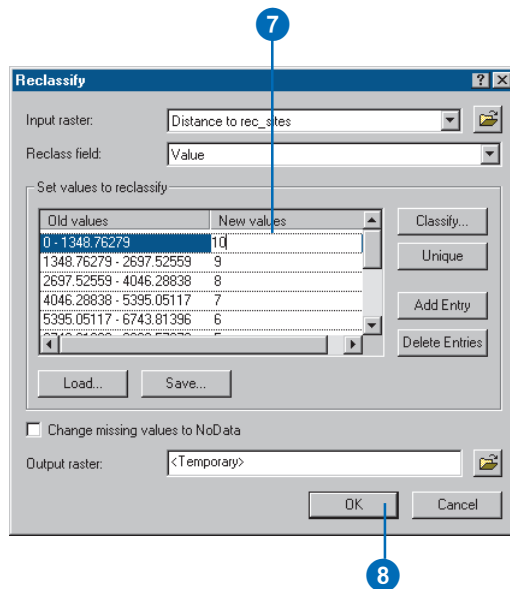 7
Reclassify
Input raster: Distance to rec_sites
Reclass field: Value
Set values to reclassify
Old values New values
0 - 1348.76279 10
1348.76279 - 2697.52559 9
2697.52559 - 4046.28838 8
4046.28838 - 5395.05117 7
5395.05117 - 6743.81396 6
Classify...
Unique
Add Entry
Delete Entries
Load... Save...
Change missing values to NoData
Output raster: <Temporary>
OK Cancel
8